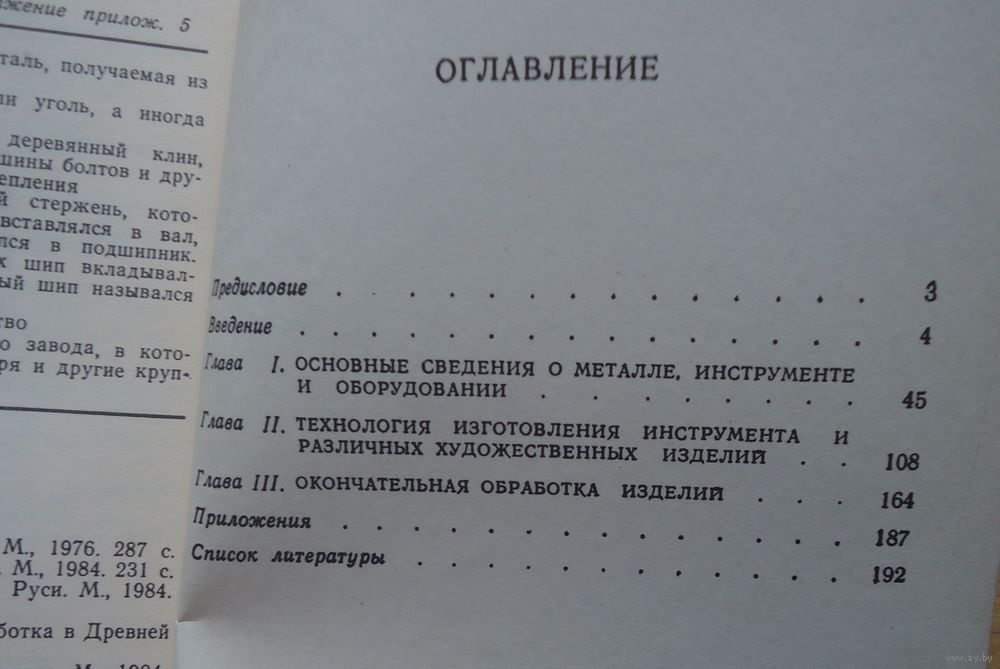 прилож. 5
получаемая из
уголь, а иногда
деревянный клин,
болтов и дру-
стержень, кото-
вставлялся в вал,
в подшипник.
шип вкладывал-
шип назывался
завода, в кото-
и другие круп-
М., 1976. 287 с.
М., 1984. 231 с.
Руси. М., 1984.
в Древней
ОГЛАВЛЕНИЕ
Предисловие . . . . . . . . . . . . . . 3
Введение . . . . . . . . . . . . . . . 4
Глава I. ОСНОВНЫЕ СВЕДЕНИЯ О МЕТАЛЛЕ, ИНСТРУМЕНТЕ
И ОБОРУДОВАНИИ . . . . . . . . 45
Глава II. ТЕХНОЛОГИЯ ИЗГОТОВЛЕНИЯ ИНСТРУМЕНТА И
РАЗЛИЧНЫХ ХУДОЖЕСТВЕННЫХ ИЗДЕЛИЙ . . 108
Глава III. ОКОНЧАТЕЛЬНАЯ ОБРАБОТКА ИЗДЕЛИЙ . . . 164
Приложения . . . . . . . . . . . . . 187
Список литературы . . . . . . . . . . . 192
www.ay.by